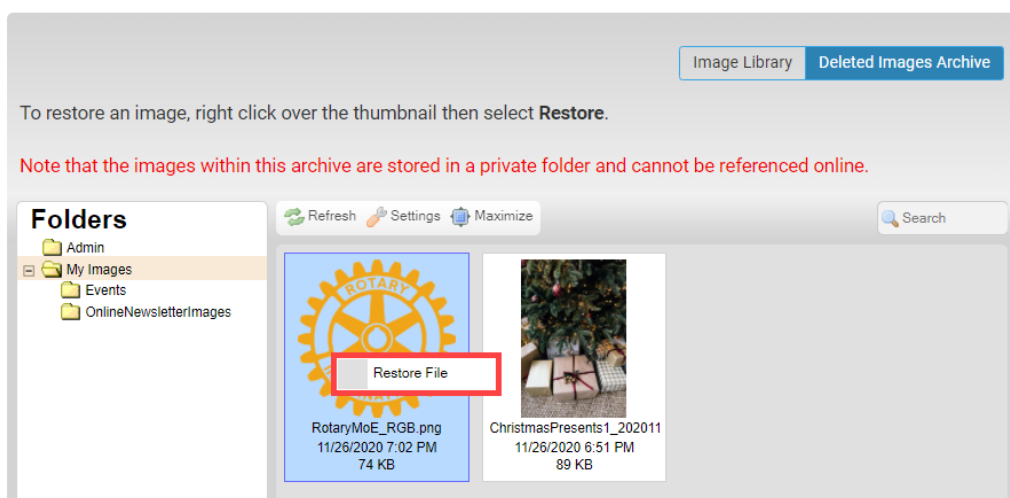 Image Library
Deleted Images Archive
To restore an image, right click over the thumbnail then select Restore.
Note that the images within this archive are stored in a private folder and cannot be referenced online.
Folders
Admin
My Images
Events
OnlineNewsletterImages
Refresh
Settings
Maximize
Search
ROTARY
Restore File
RotaryMoE_RGB.png
11/26/2020 7:02 PM
74 KB
ChristmasPresents1_202011
11/26/2020 6:51 PM
89 KB